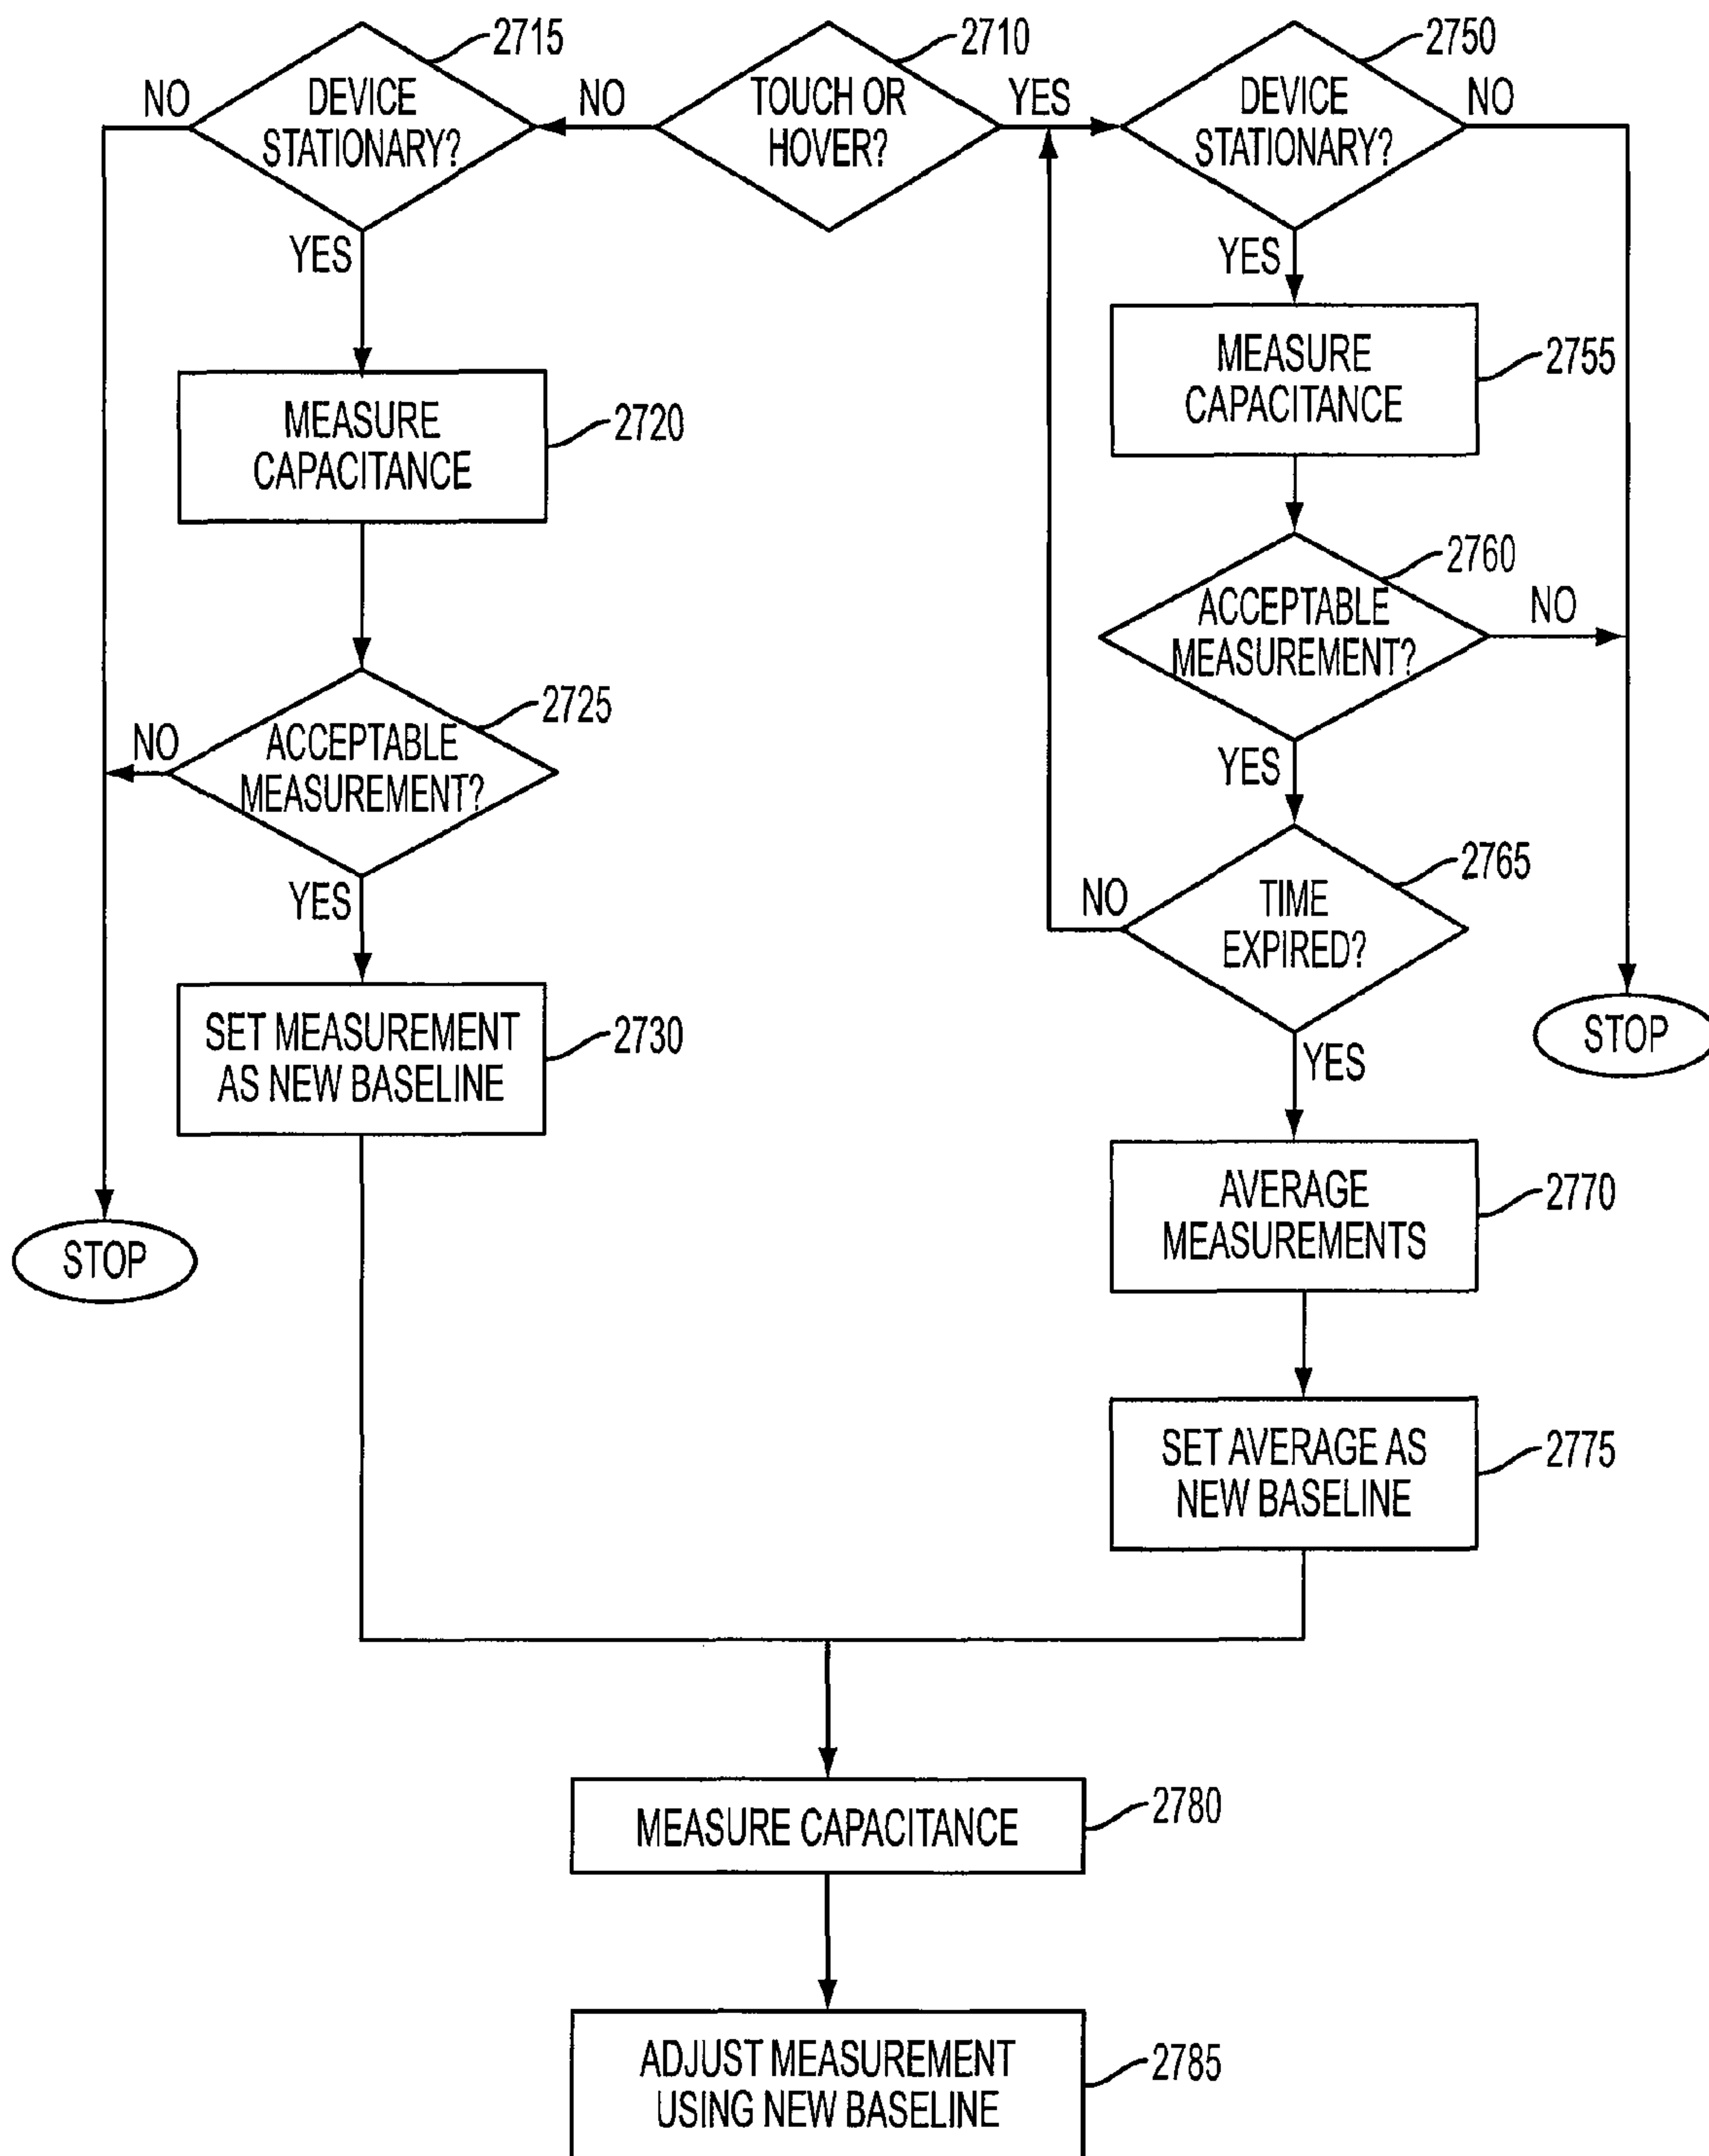 2715
2710
2750
NO
DEVICE
STATIONARY?
NO
TOUCH OR
HOVER?
YES
DEVICE
STATIONARY?
NO
YES
YES
MEASURE
CAPACITANCE
2755
MEASURE
CAPACITANCE
2720
2760
ACCEPTABLE
MEASUREMENT?
NO
2725
NO
ACCEPTABLE
MEASUREMENT?
YES
YES
2765
NO
TIME
EXPIRED?
SET MEASUREMENT
AS NEW BASELINE
2730
STOP
YES
AVERAGE
MEASUREMENTS
2770
STOP
SET AVERAGE AS
NEW BASELINE
2775
MEASURE CAPACITANCE
2780
ADJUST MEASUREMENT
USING NEW BASELINE
2785